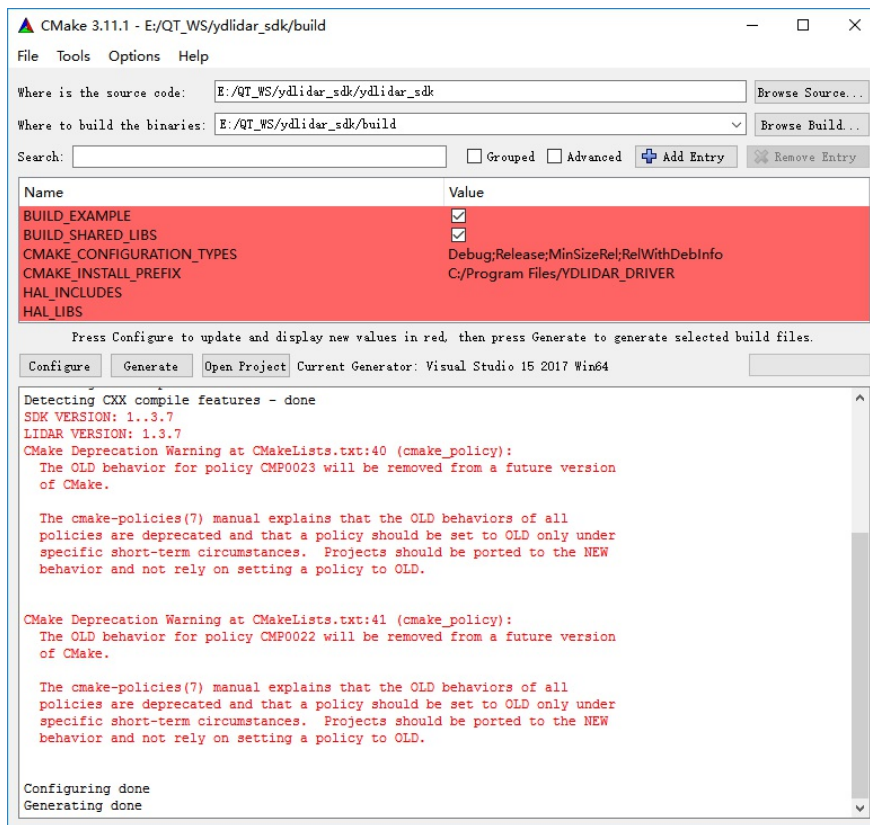 CMake 3.11.1 - E:/QT_WS/ydlidar_sdk/build
File Tools Options Help
Where is the source code: E:/QT_WS/ydlidar_sdk/ydlidar_sdk Browse Source...
Where to build the binaries: E:/QT_WS/ydlidar_sdk/build Browse Build...
Search: Grouped Advanced Add Entry Remove Entry
Name Value
BUILD_EXAMPLE
BUILD_SHARED_LIBS
CMAKE_CONFIGURATION_TYPES Debug;Release;MinSizeRel;RelWithDebInfo
CMAKE_INSTALL_PREFIX C:/Program Files/YDLIDAR_DRIVER
HAL_INCLUDES
HAL_LIBS
Press Configure to update and display new values in red, then press Generate to generate selected build files.
Configure Generate Open Project Current Generator: Visual Studio 15 2017 Win64
Detecting CXX compile features - done
SDK VERSION: 1..3.7
LIDAR VERSION: 1.3.7
CMake Deprecation Warning at CMakeLists.txt:40 (cmake_policy):
The OLD behavior for policy CMP0023 will be removed from a future version
of CMake.
The cmake-policies(7) manual explains that the OLD behaviors of all
policies are deprecated and that a policy should be set to OLD only under
specific short-term circumstances. Projects should be ported to the NEW
behavior and not rely on setting a policy to OLD.
CMake Deprecation Warning at CMakeLists.txt:41 (cmake_policy):
The OLD behavior for policy CMP0022 will be removed from a future version
of CMake.
The cmake-policies(7) manual explains that the OLD behaviors of all
policies are deprecated and that a policy should be set to OLD only under
specific short-term circumstances. Projects should be ported to the NEW
behavior and not rely on setting a policy to OLD.
Configuring done
Generating done